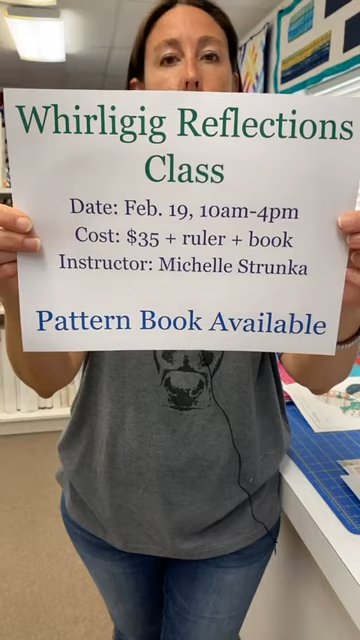 Whirligig Reflections
Class
Date: Feb. 19, 10am-4pm
Cost: $35 + ruler + book
Instructor: Michelle Strunka
Pattern Book Available